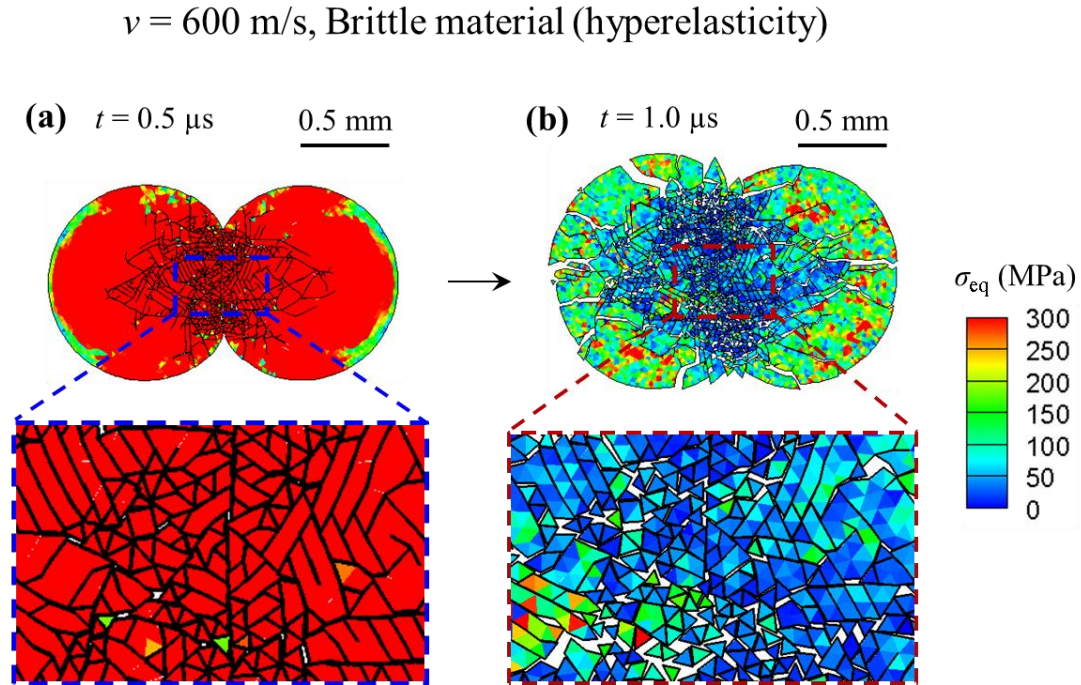 v = 600 m/s, Brittle material (hyperelasticity)
(a) t = 0.5 µs 0.5 mm
(b) t = 1.0 µs 0.5 mm
σeq (MPa)
300
250
200
150
100
50
0